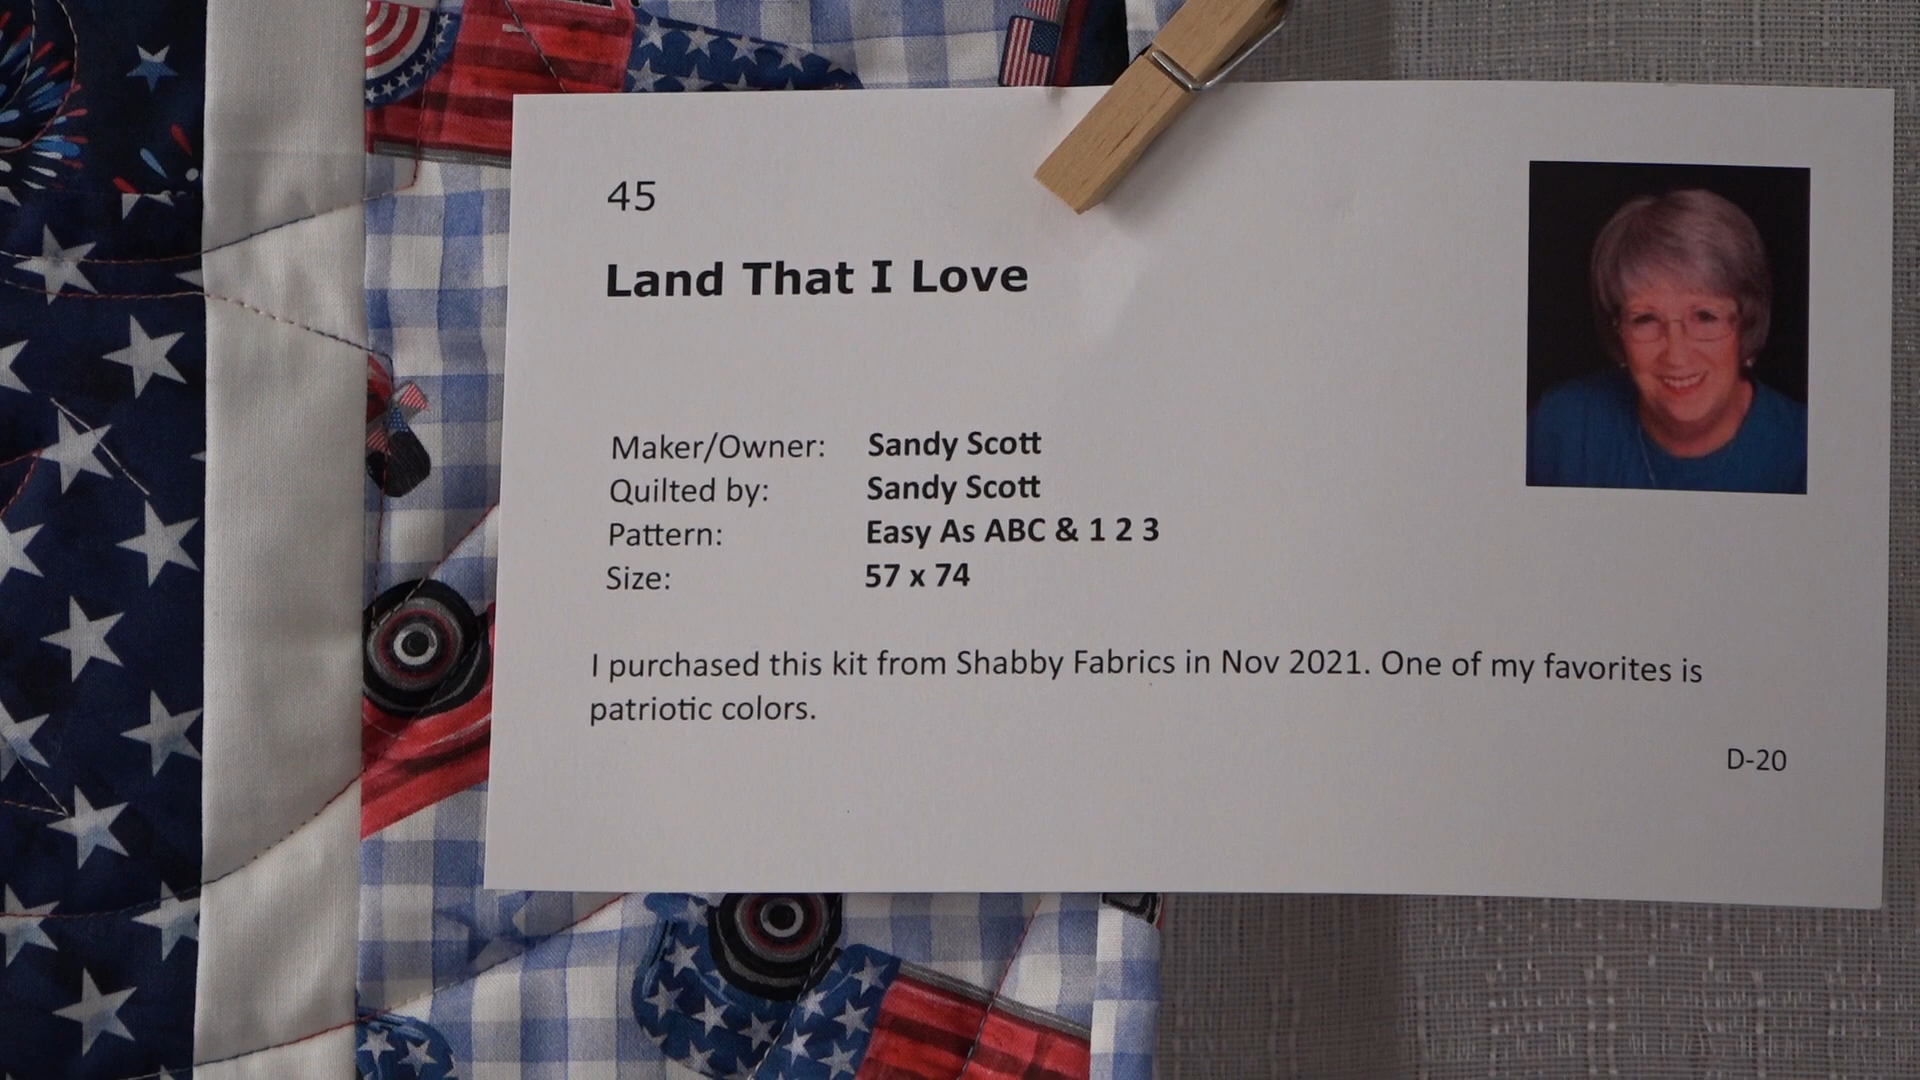 45
Land That I Love
Maker/Owner: Sandy Scott
Quilted by: Sandy Scott
Pattern: Easy As ABC & 1 2 3
Size: 57 x 74
I purchased this kit from Shabby Fabrics in Nov 2021. One of my favorites is
patriotic colors.
D-20